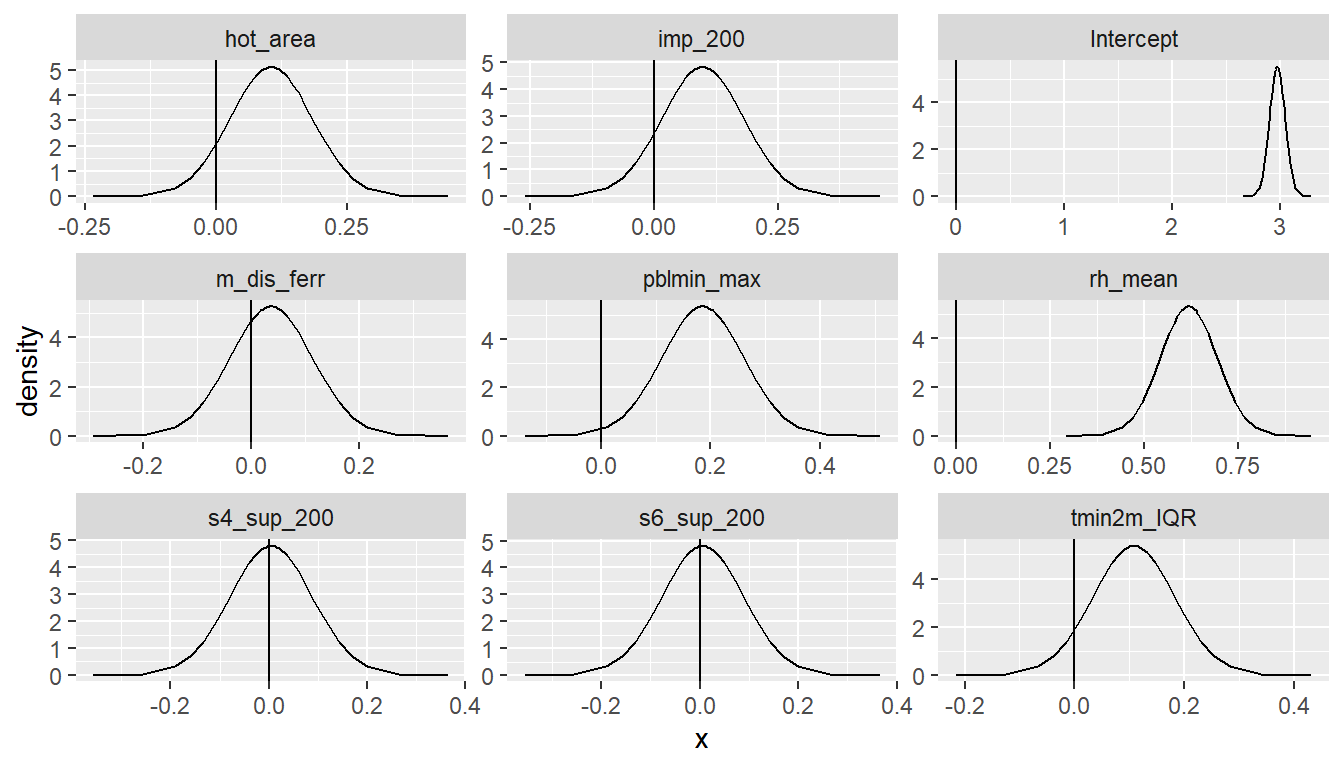 hot_area imp_200 Intercept
5 4 3 2 1 0
-0.25 0.00 0.25
5 4 3 2 1 0
-0.25 0.00 0.25
4 2 0
0 1 2 3
m_dis_ferr pblmin_max rh_mean
4 2 0
-0.2 0.0 0.2
4 2 0
0.0 0.2 0.4
4 2 0
0.00 0.25 0.50 0.75
s4_sup_200 s6_sup_200 tmin2m_IQR
5 4 3 2 1 0
-0.2 0.0 0.2 0.4
5 4 3 2 1 0
-0.2 0.0 0.2 0.4
4 2 0
-0.2 0.0 0.2 0.4
density
x